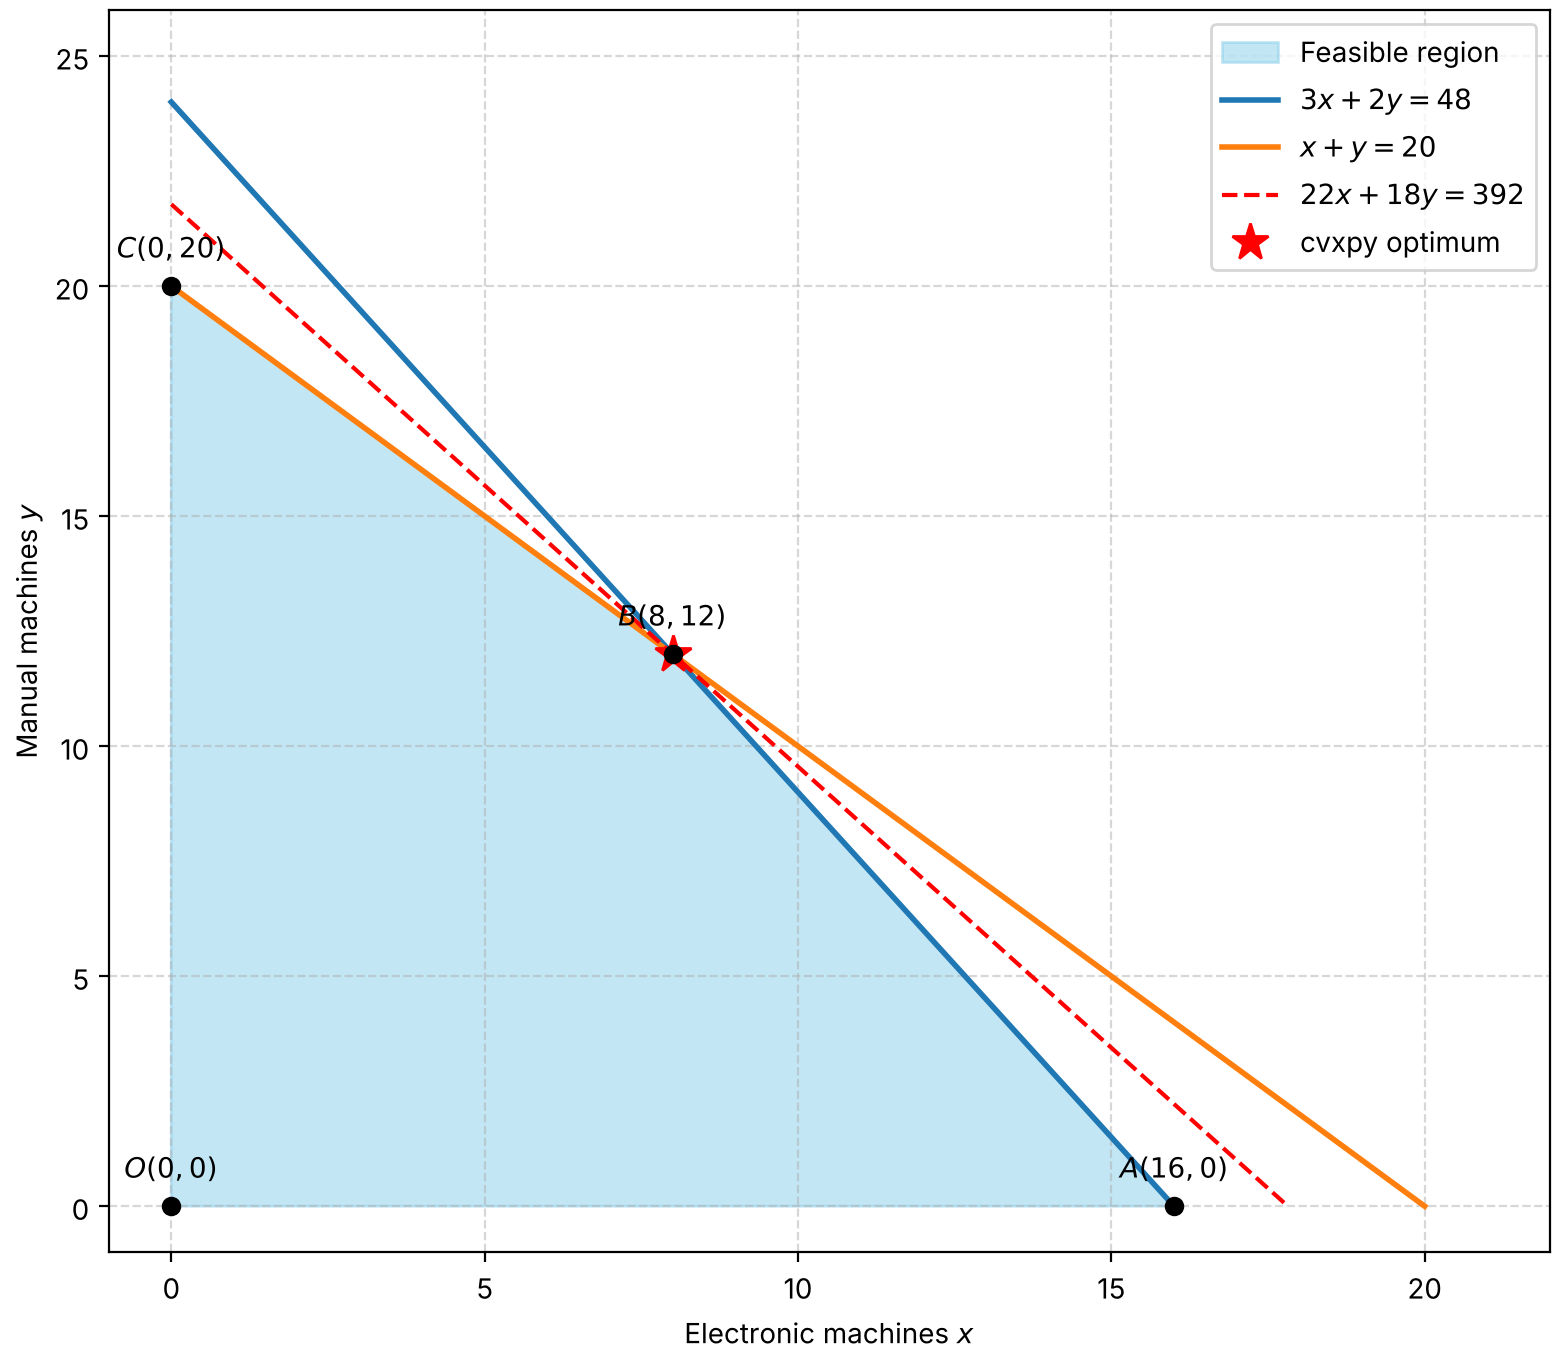 25
20
15
10
5
0
0
5
10
15
20
Manual machines y
Electronic machines x
Feasible region
3x + 2y = 48
x + y = 20
22x + 18y = 392
cvxpy optimum
C(0, 20)
B(8, 12)
O(0, 0)
A(16, 0)